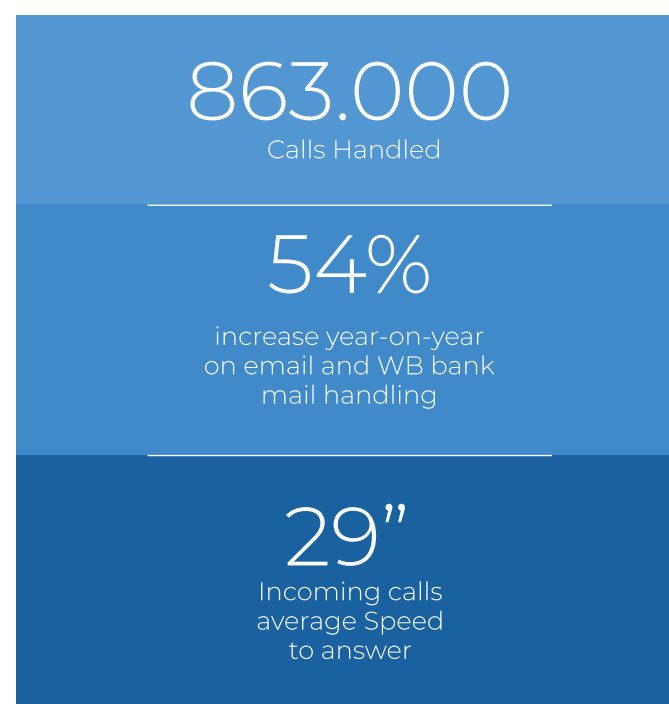 863.000
Calls Handled
54%
increase year-on-year
on email and WB bank
mail handling
29”
Incoming calls
average Speed
to answer